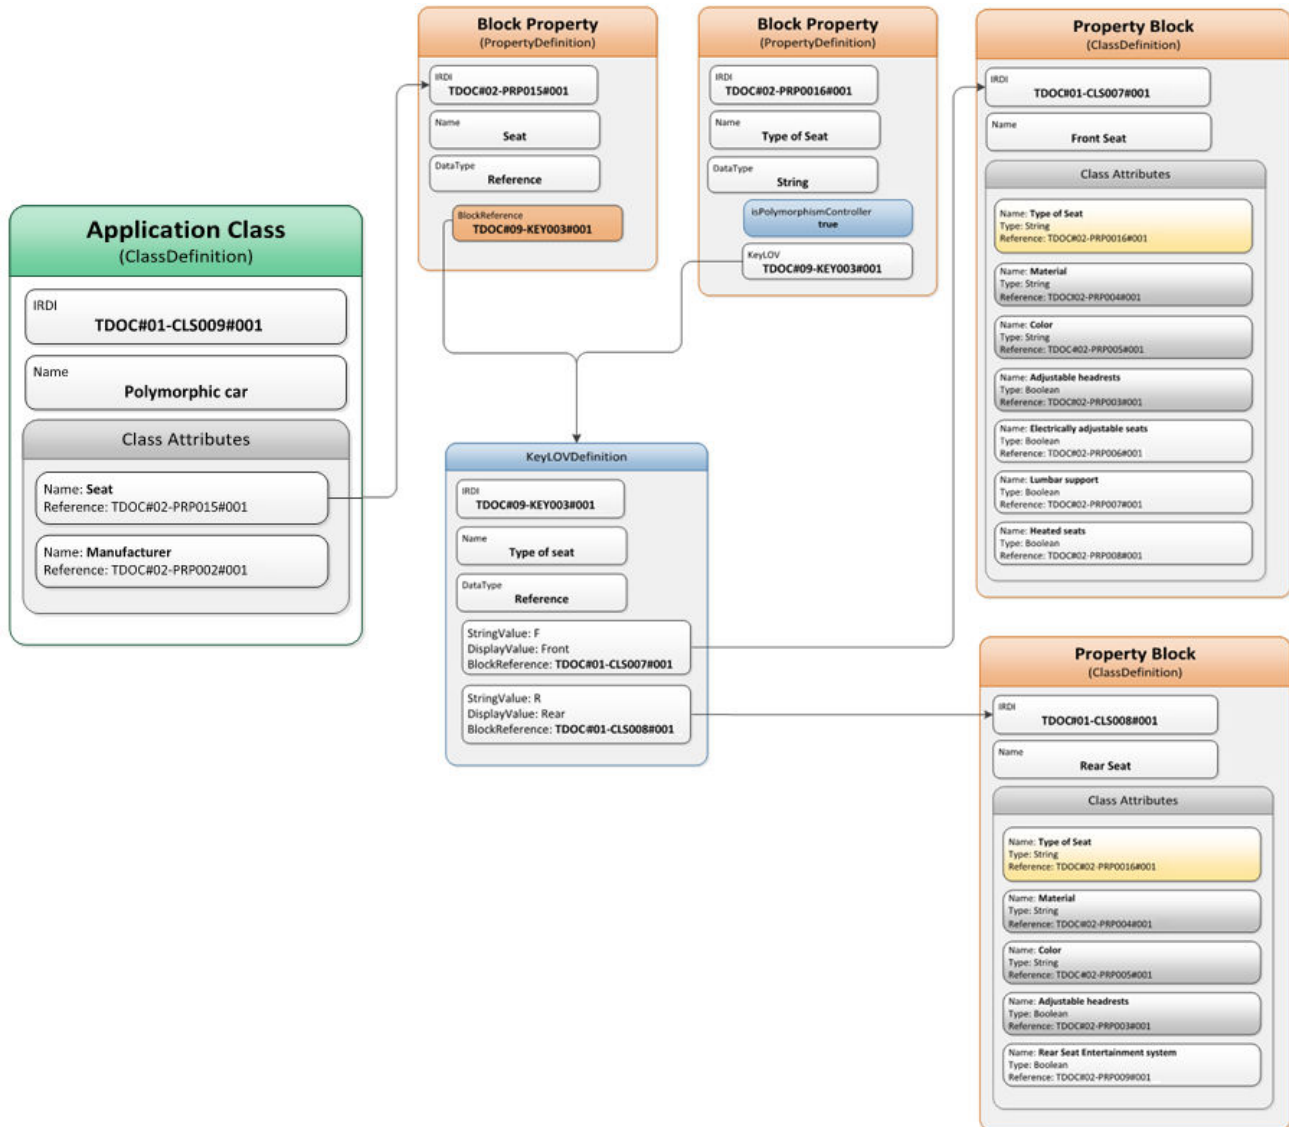 Application Class
(ClassDefinition)
IRDI
TDOC#01-CLS009#001
Name
Polymorphic car
Class Attributes
Name: Seat
Reference: TDOC#02-PRP015#001
Name: Manufacturer
Reference: TDOC#02-PRP002#001
Block Property
(PropertyDefinition)
IRDI
TDOC#02-PRP015#001
Name
Seat
DataType
Reference
BlockReference
TDOC#09-KEY003#001
Block Property
(PropertyDefinition)
IRDI
TDOC#02-PRP0016#001
Name
Type of Seat
DataType
String
isPolymorphismController
true
KeyLOV
TDOC#09-KEY003#001
KeyLOVDefinition
IRDI
TDOC#09-KEY003#001
Name
Type of seat
DataType
Reference
StringValue: F
DisplayValue: Front
BlockReference: TDOC#01-CLS007#001
StringValue: R
DisplayValue: Rear
BlockReference: TDOC#01-CLS008#001
Property Block
(ClassDefinition)
IRDI
TDOC#01-CLS007#001
Name
Front Seat
Class Attributes
Name: Type of Seat
Type: String
Reference: TDOC#02-PRP0016#001
Name: Material
Type: String
Reference: TDOC#02-PRP004#001
Name: Color
Type: String
Reference: TDOC#02-PRP005#001
Name: Adjustable headrests
Type: Boolean
Reference: TDOC#02-PRP003#001
Name: Electrically adjustable seats
Type: Boolean
Reference: TDOC#02-PRP006#001
Name: Lumbar support
Type: Boolean
Reference: TDOC#02-PRP007#001
Name: Heated seats
Type: Boolean
Reference: TDOC#02-PRP008#001
Property Block
(ClassDefinition)
IRDI
TDOC#01-CLS008#001
Name
Rear Seat
Class Attributes
Name: Type of Seat
Type: String
Reference: TDOC#02-PRP0016#001
Name: Material
Type: String
Reference: TDOC#02-PRP004#001
Name: Color
Type: String
Reference: TDOC#02-PRP005#001
Name: Adjustable headrests
Type: Boolean
Reference: TDOC#02-PRP003#001
Name: Rear Seat Entertainment system
Type: Boolean
Reference: TDOC#02-PRP009#001